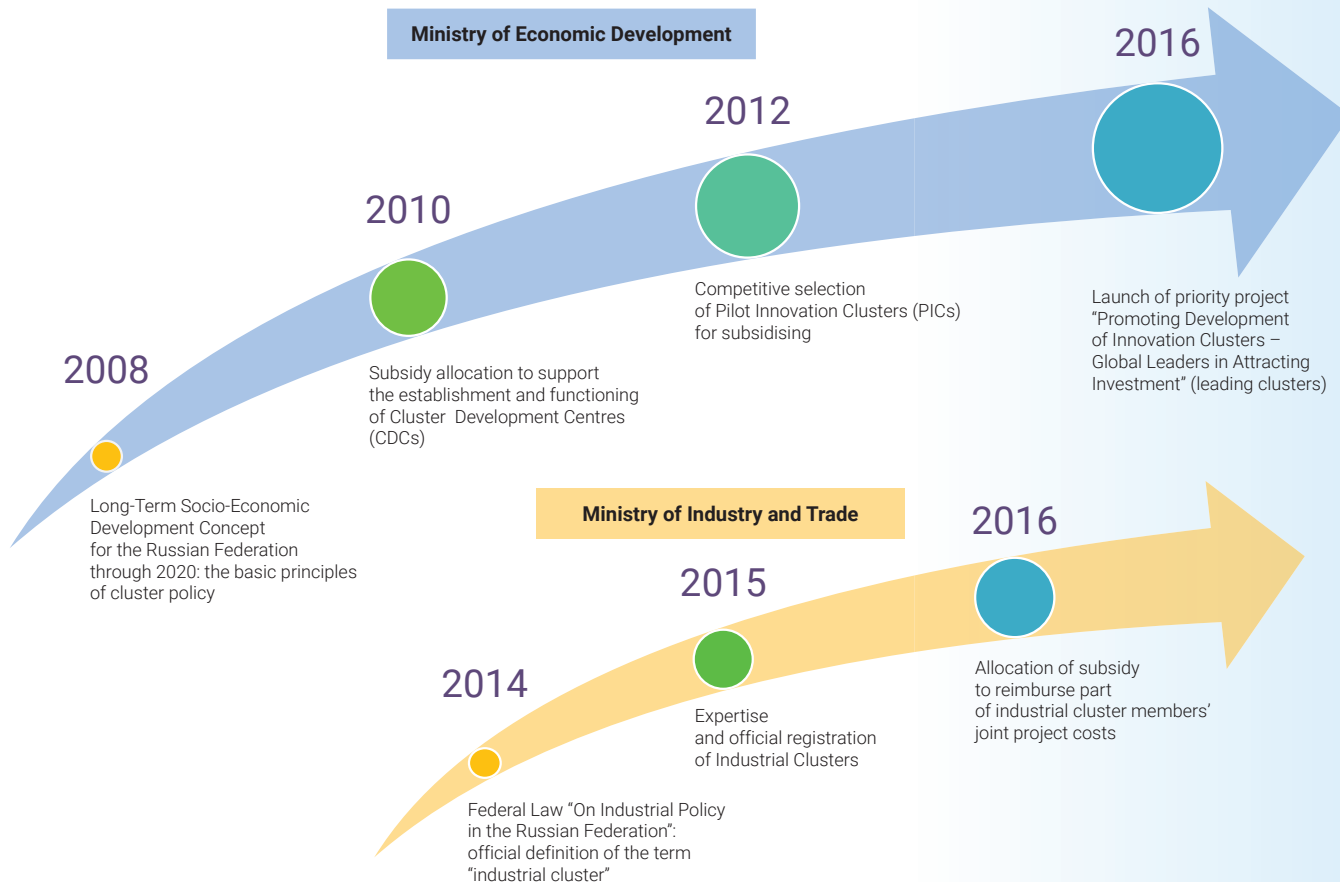 Ministry of Economic Development
2016
2012
2010
2008
Launch of priority project
“Promoting Development
of Innovation Clusters –
Global Leaders in Attracting
Investment” (leading clusters)
Competitive selection
of Pilot Innovation Clusters (PICs)
for subsidising
Subsidy allocation to support
the establishment and functioning
of Cluster Development Centres
(CDCs)
Long-Term Socio-Economic
Development Concept
for the Russian Federation
through 2020: the basic principles
of cluster policy
Ministry of Industry and Trade
2016
2015
2014
Allocation of subsidy
to reimburse part
of industrial cluster members’
joint project costs
Expertise
and official registration
of Industrial Clusters
Federal Law “On Industrial Policy
in the Russian Federation”:
official definition of the term
“industrial cluster”